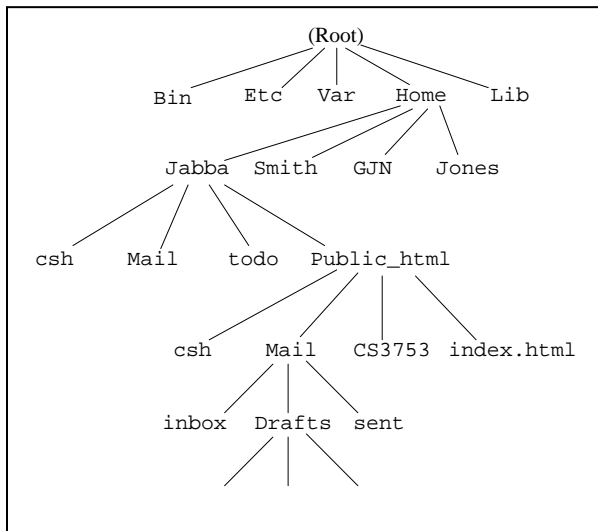 (Root)
Bin Etc Var Home Lib
Jabba Smith GJN Jones
csh Mail todo Public_html
csh Mail CS3753 index.html
inbox Drafts sent